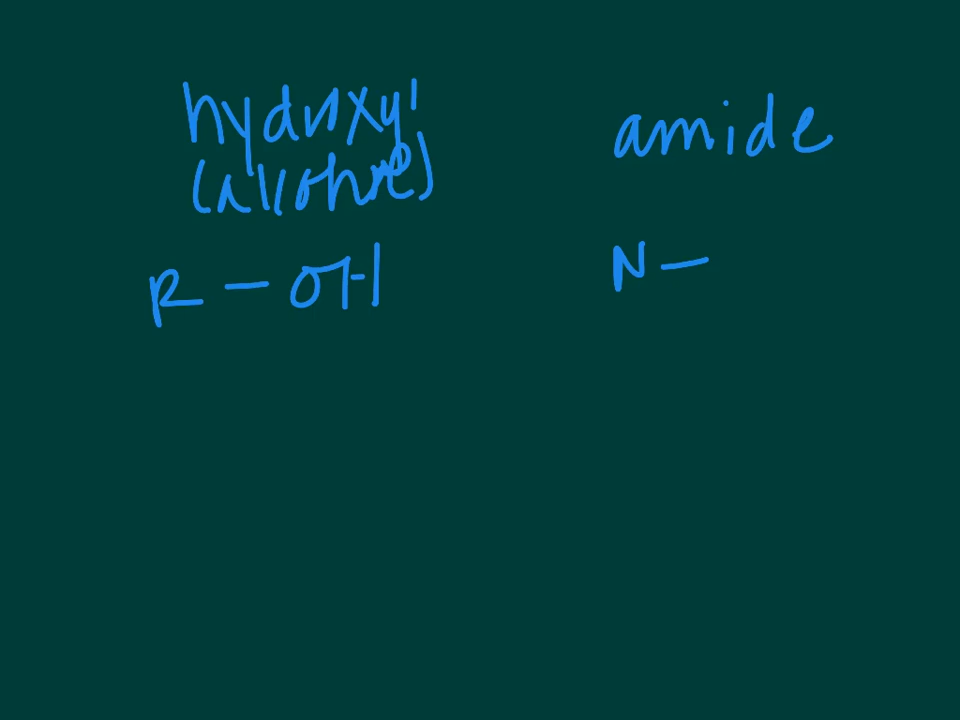 hydroxyl
(alcohol)
R - OH
amide
N -